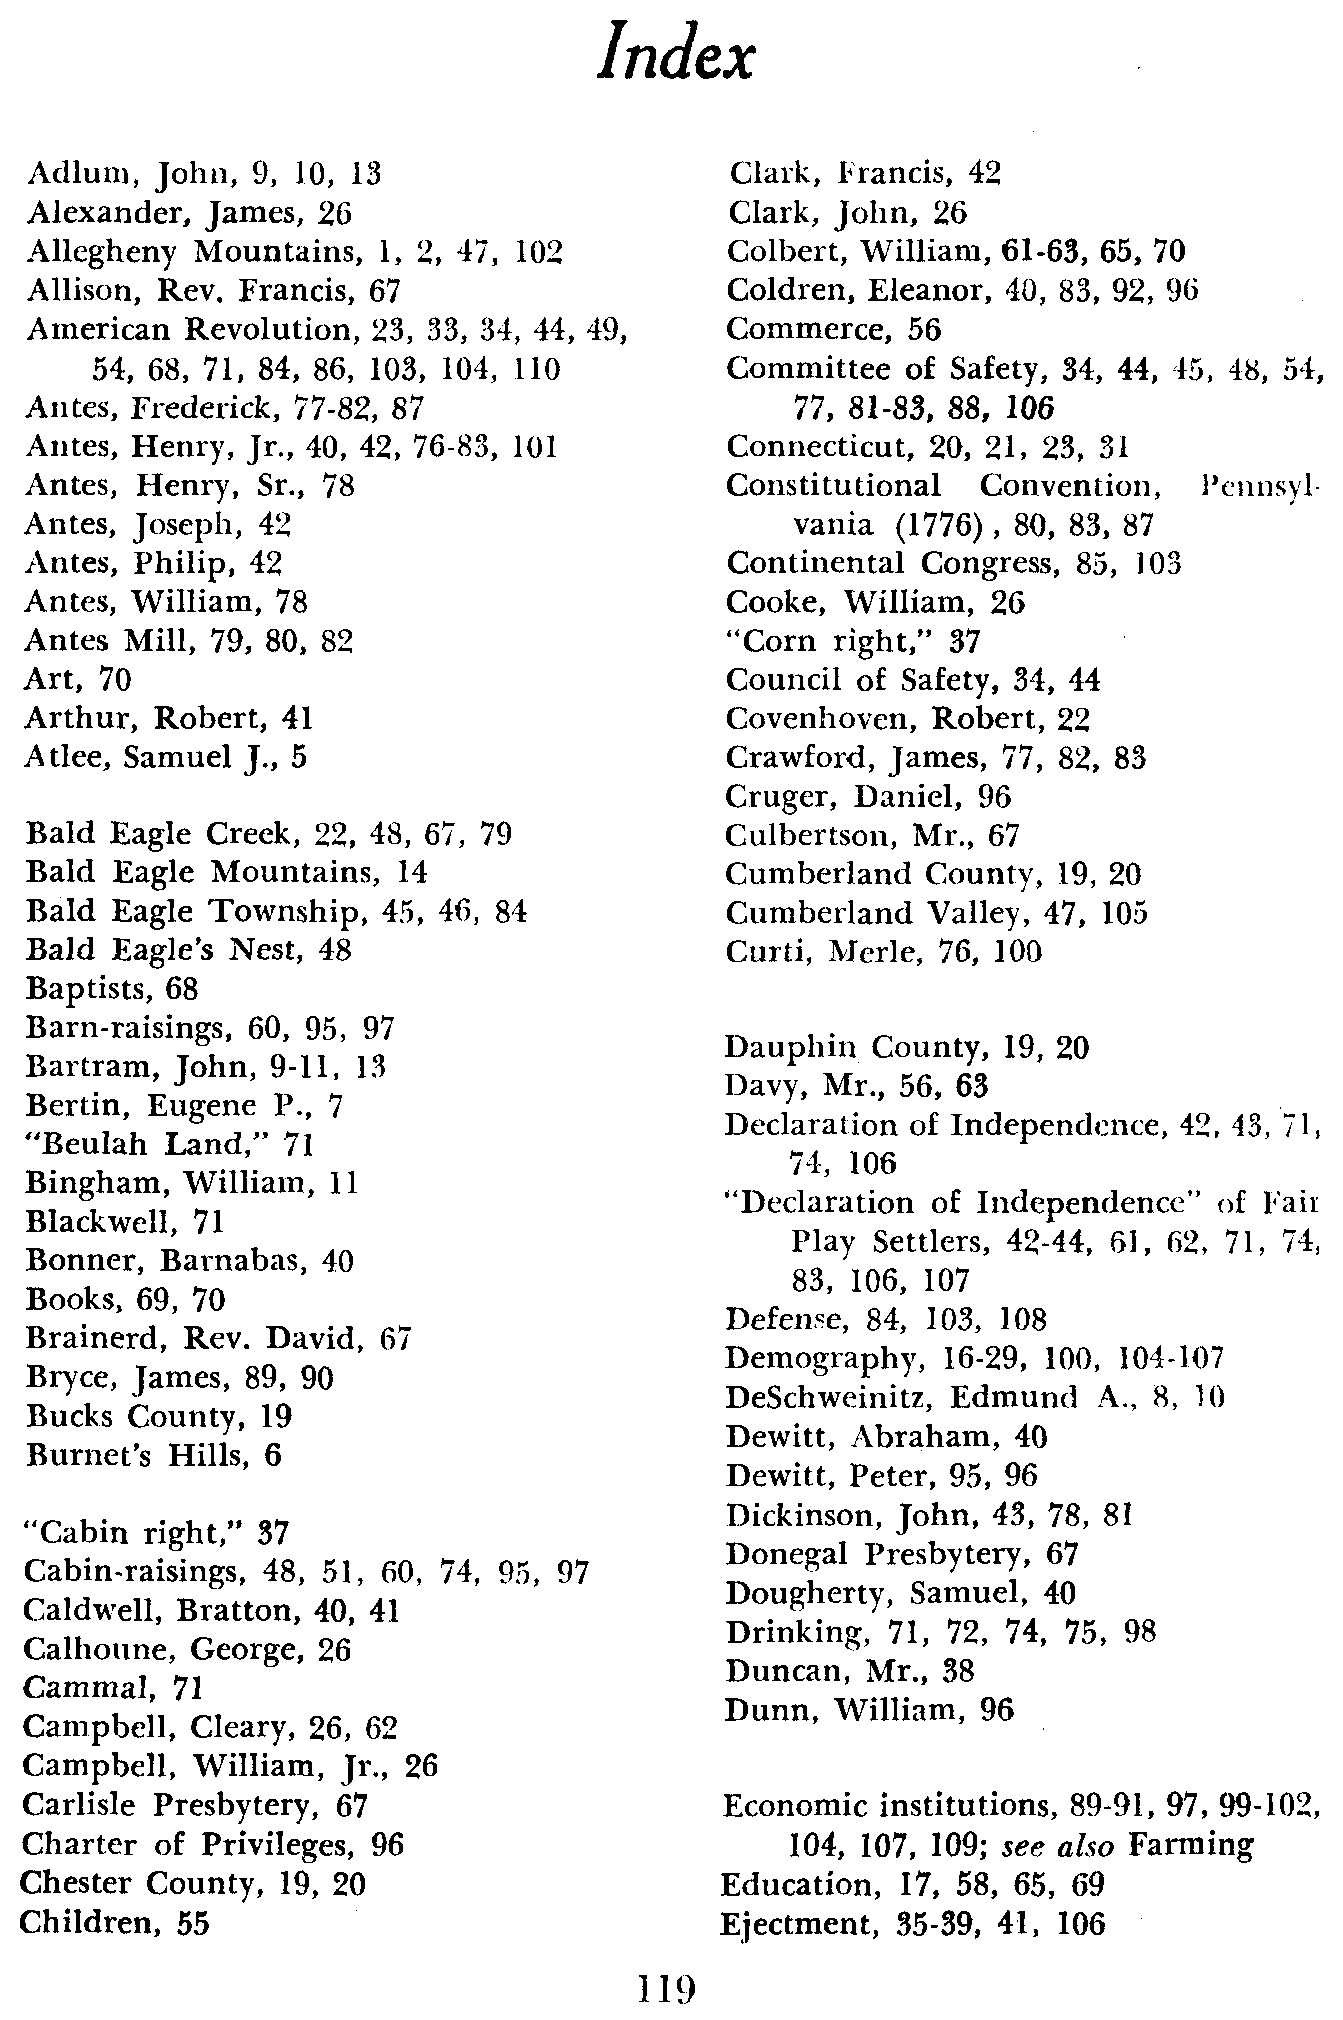 Index
Adlum, John, 9, 10, 13
Alexander, James, 26
Allegheny Mountains, 1, 2, 47, 102
Allison, Rev. Francis, 67
American Revolution, 23, 33, 34, 44, 49,
54, 68, 71, 84, 86, 103, 104, 110
Antes, Frederick, 77-82, 87
Antes, Henry, Jr., 40, 42, 76-83, 101
Antes, Henry, Sr., 78
Antes, Joseph, 42
Antes, Philip, 42
Antes, William, 78
Antes Mill, 79, 80, 82
Art, 70
Arthur, Robert, 41
Atlee, Samuel J., 5
Bald Eagle Creek, 22, 48, 67, 79
Bald Eagle Mountains, 14
Bald Eagle Township, 45, 46, 84
Bald Eagle's Nest, 48
Baptists, 68
Barn-raisings, 60, 95, 97
Bartram, John, 9-11, 13
Bertin, Eugene P., 7
"Beulah Land," 71
Bingham, William, 11
Blackwell, 71
Bonner, Barnabas, 40
Books, 69, 70
Brainerd, Rev. David, 67
Bryce, James, 89, 90
Bucks County, 19
Burnet's Hills, 6
"Cabin right," 37
Cabin-raisings, 48, 51, 60, 74, 95, 97
Caldwell, Bratton, 40, 41
Calhoune, George, 26
Cammal, 71
Campbell, Cleary, 26, 62
Campbell, William, Jr., 26
Carlisle Presbytery, 67
Charter of Privileges, 96
Chester County, 19, 20
Children, 55
Clark, Francis, 42
Clark, John, 26
Colbert, William, 61-63, 65, 70
Coldren, Eleanor, 40, 83, 92, 96
Commerce, 56
Committee of Safety, 34, 44, 45, 48, 54,
77, 81-83, 88, 106
Connecticut, 20, 21, 23, 31
Constitutional Convention, Pennsyl-
vania (1776), 80, 83, 87
Continental Congress, 85, 103
Cooke, William, 26
"Corn right," 37
Council of Safety, 34, 44
Covenhoven, Robert, 22
Crawford, James, 77, 82, 83
Cruger, Daniel, 96
Culbertson, Mr., 67
Cumberland County, 19, 20
Cumberland Valley, 47, 105
Curti, Merle, 76, 100
Dauphin County, 19, 20
Davy, Mr., 56, 63
Declaration of Independence, 42, 43, 71,
74, 106
"Declaration of Independence" of Fair
Play Settlers, 42-44, 61, 62, 71, 74,
83, 106, 107
Defense, 84, 103, 108
Demography, 16-29, 100, 104-107
DeSchweinitz, Edmund A., 8, 10
Dewitt, Abraham, 40
Dewitt, Peter, 95, 96
Dickinson, John, 43, 78, 81
Donegal Presbytery, 67
Dougherty, Samuel, 40
Drinking, 71, 72, 74, 75, 98
Duncan, Mr., 38
Dunn, William, 96
Economic institutions, 89-91, 97, 99-102,
104, 107, 109; see also Farming
Education, 17, 58, 65, 69
Ejectment, 35-39, 41, 106
119